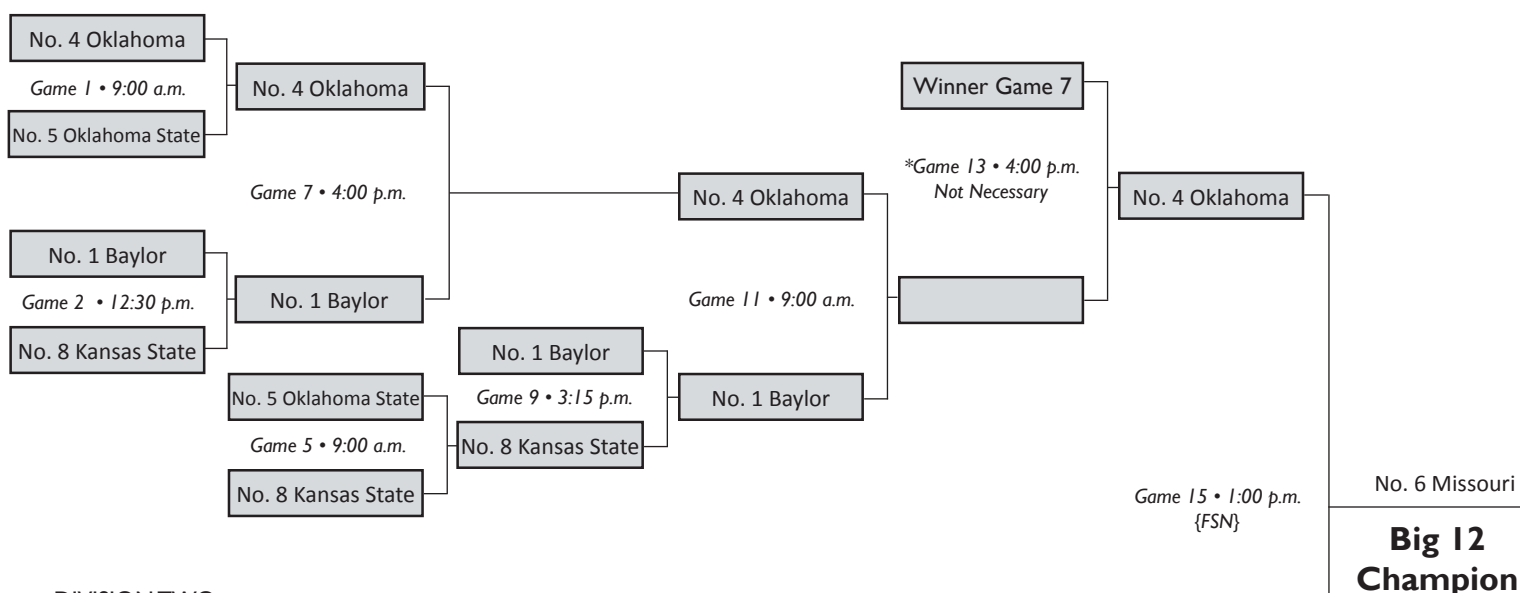 No. 4 Oklahoma
Game 1 • 9:00 a.m.
No. 5 Oklahoma State
No. 4 Oklahoma
Game 7 • 4:00 p.m.
No. 1 Baylor
Game 2 • 12:30 p.m.
No. 8 Kansas State
No. 1 Baylor
No. 5 Oklahoma State
Game 5 • 9:00 a.m.
No. 8 Kansas State
No. 1 Baylor
Game 9 • 3:15 p.m.
No. 8 Kansas State
No. 4 Oklahoma
Game 11 • 9:00 a.m.
No. 1 Baylor
Winner Game 7
*Game 13 • 4:00 p.m.
Not Necessary
No. 4 Oklahoma
Game 15 • 1:00 p.m.
{FSN}
No. 6 Missouri
Big 12
Champion